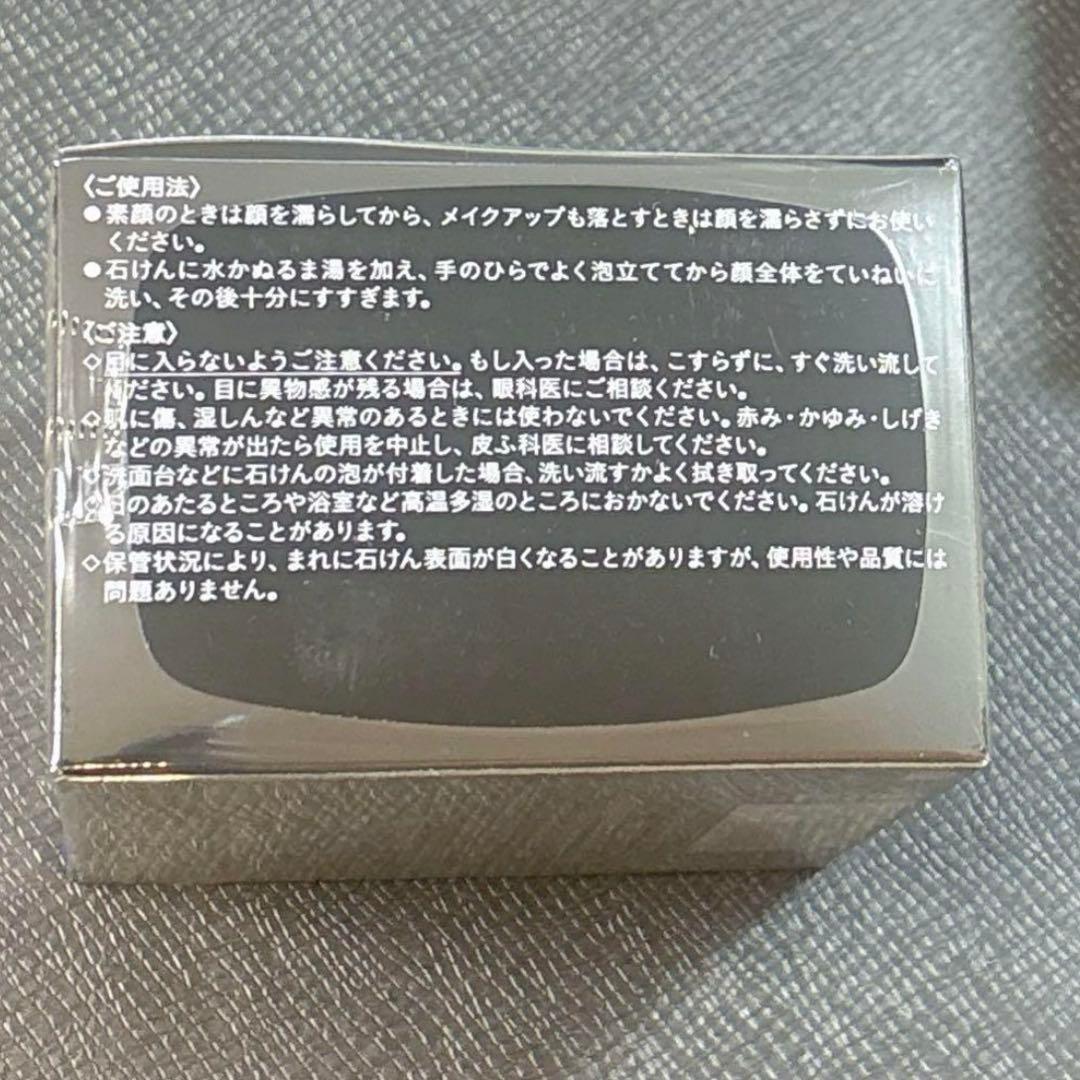 〈ご使用法〉
●素顔のときは顔を濡らしてから、メイクアップも落とすときは顔を濡らさずにお使い
ください。
●石けんに水かぬるま湯を加え、手のひらでよく泡立ててから顔全体をていねいに
洗い、その後十分にすすぎます。
〈ご注意〉
◇目に入らないようご注意ください。もし入った場合は、こすらずに、すぐ洗い流して
ください。目に異物感が残る場合は、眼科医にご相談ください。
◇肌に傷、湿しんなど異常のあるときには使わないでください。赤み・かゆみ・しげき
などの異常が出たら使用を中止し、皮ふ科医に相談してください。
◇洗面台などに石けんの泡が付着した場合、洗い流すかよく拭き取ってください。
◇日のあたるところや浴室など高温多湿のところにおかないでください。石けんが溶け
る原因になることがあります。
◇保管状況により、まれに石けん表面が白くなることがありますが、使用性や品質には
問題ありません。